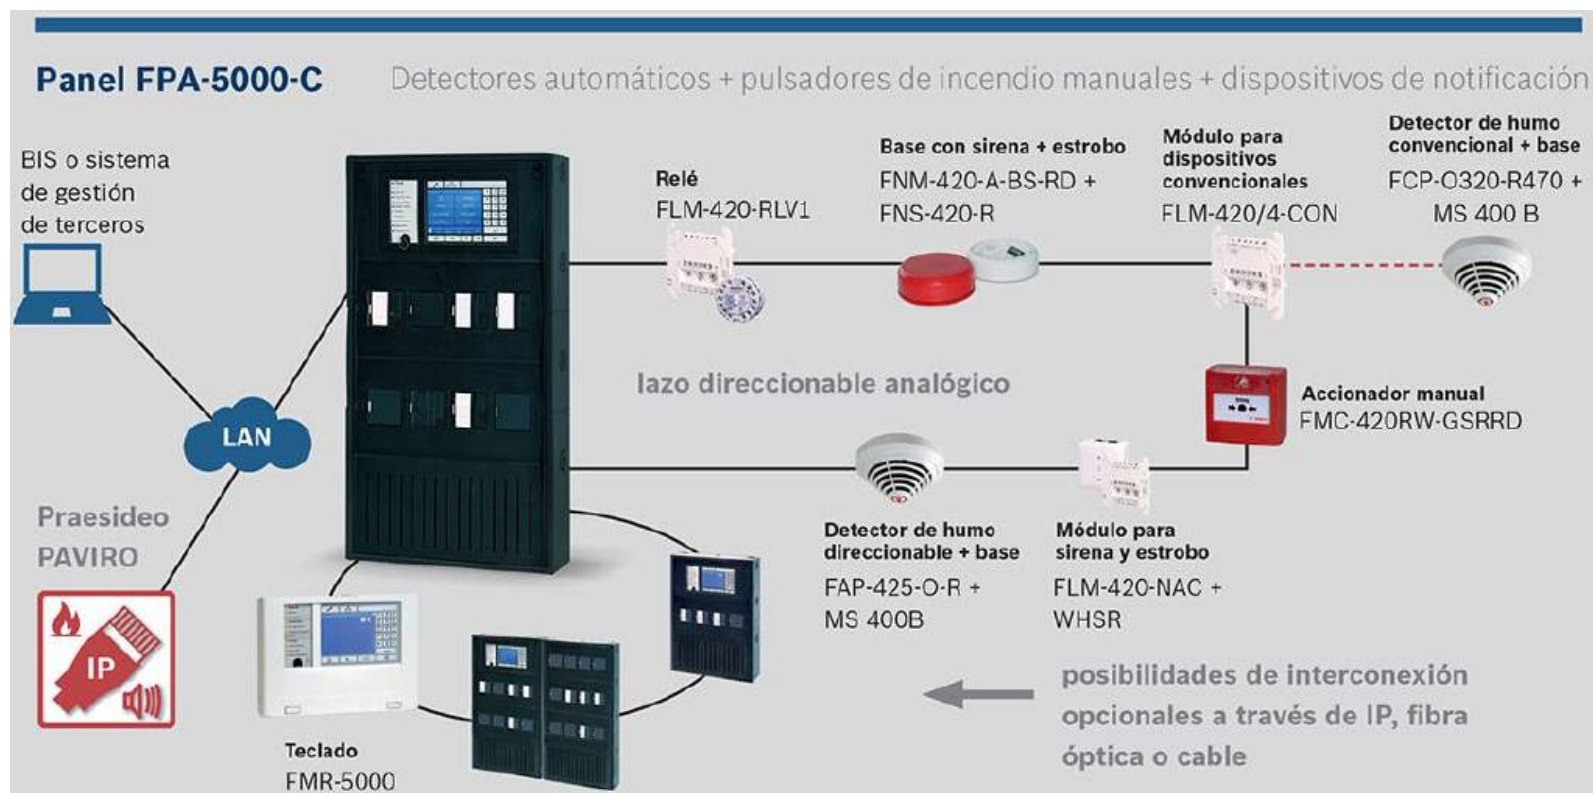 Panel FPA-5000-C
Detectores automáticos + pulsadores de incendio manuales + dispositivos de notificación
BIS o sistema
de gestión
de terceros
Relé
FLM-420-RLV1
Base con sirena + estrobo
FNM-420-A-BS-RD +
FNS-420-R
Módulo para
dispositivos
convencionales
FLM-420/4-CON
Detector de humo
convencional + base
FCP-O320-R470 +
MS 400 B
lazo direccionable analógico
Accionador manual
FMC-420RW-GSRRD
LAN
Praesideo
PAVIRO
IP
Detector de humo
direccionable + base
FAP-425-O-R +
MS 400B
Módulo para
sirena y estrobo
FLM-420-NAC +
WHSR
posibilidades de interconexión
opcionales a través de IP, fibra
óptica o cable
Teclado
FMR-5000